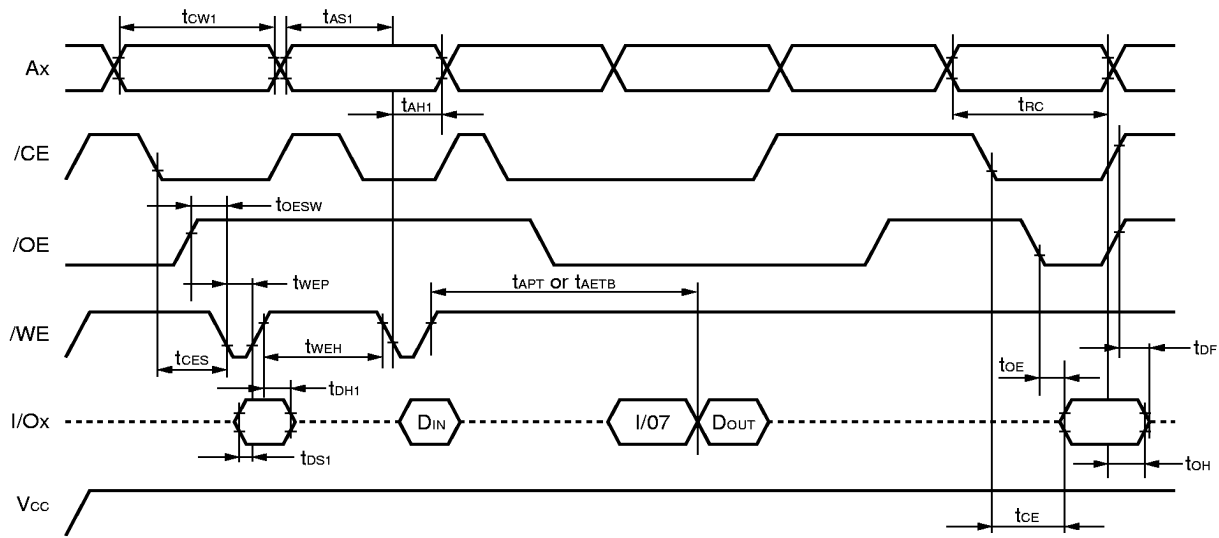 tCW1 tAS1
Ax
tAH1 tRC
/CE
tOESW
/OE
tWEP tAPT or tAETB
/WE
tCES tWEH tOE tDF
tDH1
I/Ox DIN I/07 DOUT
tDS1 tOH
VCC
tCE